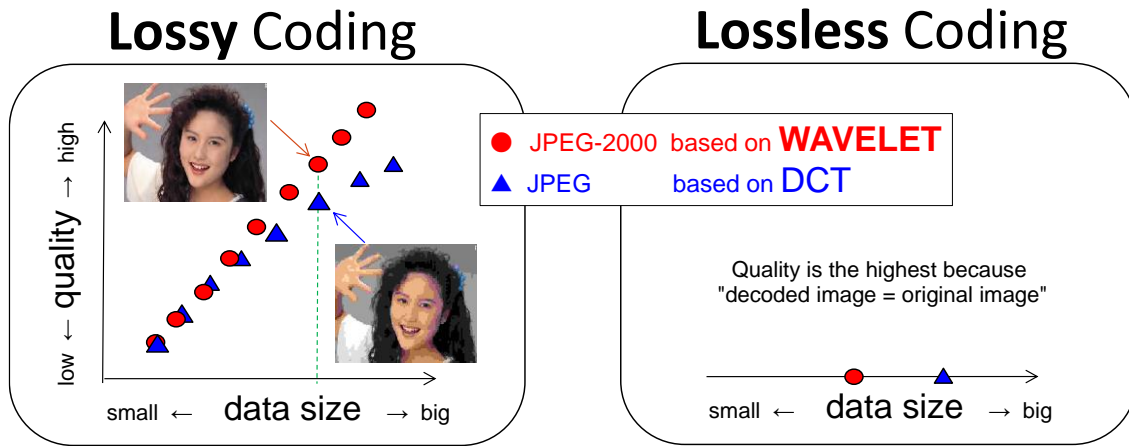 Lossy Coding
Lossless Coding
low ← quality → high
small ← data size → big
JPEG-2000 based on WAVELET
JPEG based on DCT
Quality is the highest because
"decoded image = original image"
small ← data size → big